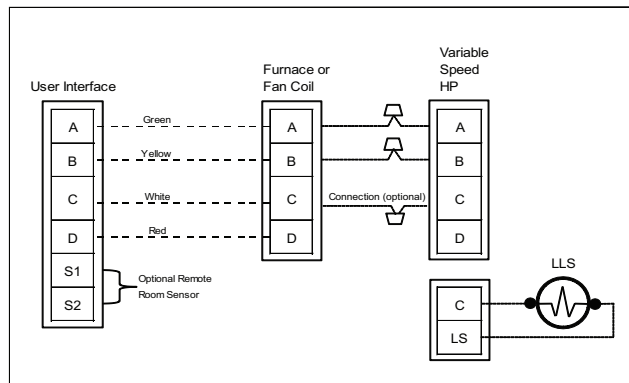 User Interface
A
B
C
D
S1
S2
Green
Yellow
White
Red
Optional Remote
Room Sensor
Furnace or
Fan Coil
A
B
C
D
Connection (optional)
Variable
Speed
HP
A
B
C
D
C
LS
LLS